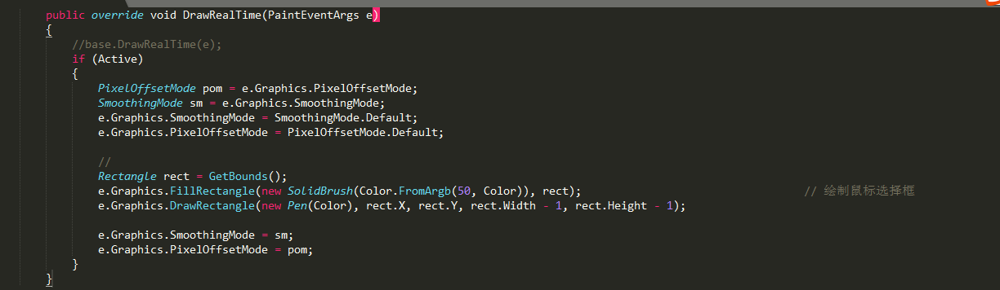 public override void DrawRealTime(PaintEventArgs e)
{
//base.DrawRealTime(e);
if (Active)
{
PixelOffsetMode pom = e.Graphics.PixelOffsetMode;
SmoothingMode sm = e.Graphics.SmoothingMode;
e.Graphics.SmoothingMode = SmoothingMode.Default;
e.Graphics.PixelOffsetMode = PixelOffsetMode.Default;
//
Rectangle rect = GetBounds();
e.Graphics.FillRectangle(new SolidBrush(Color.FromArgb(50, Color)), rect); // 绘制鼠标选择框
e.Graphics.DrawRectangle(new Pen(Color), rect.X, rect.Y, rect.Width - 1, rect.Height - 1);
e.Graphics.SmoothingMode = sm;
e.Graphics.PixelOffsetMode = pom;
}
}